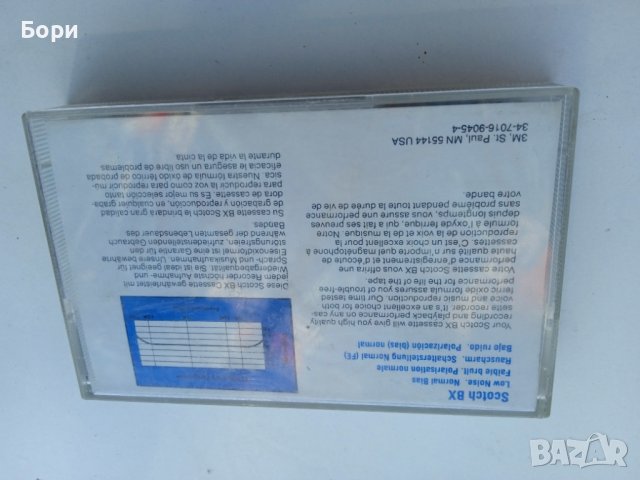 Бори
Scotch BX
Low Noise. Normal Bias
Faible bruit. Polarisation normale
Rauscharm. Schalterstellung Normal (FE)
Bajo ruido. Polarización (bias) normal
Your Scotch BX cassette will give you high quality
recording and playback performance on any cas-
sette recorder. It's an excellent choice for both
voice and music reproduction. Our time tested
ferric oxide formula assures you of trouble-free
performance for the life of the tape.
Votre cassette Scotch BX vous offrira une
performance d'enregistrement et d'écoute de
haute qualité sur n'importe quel magnétophone à
cassettes. C'est un choix excellent pour la
reproduction de la voix et de la musique. Notre
formule à l'oxyde ferrique, qui a fait ses preuves
depuis longtemps, vous assure une performance
sans problème pendant toute la durée de vie de
votre bande.
Diese Scotch BX Cassette gewährleistet mit
jedem Recorder höchste Aufnahme- und
Wiedergabequalität. Sie ist ideal geeignet für
Sprach- und Musikaufnahmen. Unsere bewährte
Eisenoxidformel ist eine Garantie für den
störungsfreien, zufriedenstellenden Gebrauch
während der gesamten Lebensdauer des
Bandes.
Su cassette BX Scotch le brindará gran calidad
de grabación y reproducción, en cualquier graba-
dora de cassette. Es su mejor selección tanto
para reproducir la voz como para reproducir mú-
sica. Nuestra fórmula de óxido de férrico de probada
eficacia le asegura un uso libre de problemas
durante la vida de la cinta.
3M, St. Paul, MN 55144 USA
34-7016-9045-4
BAZAR